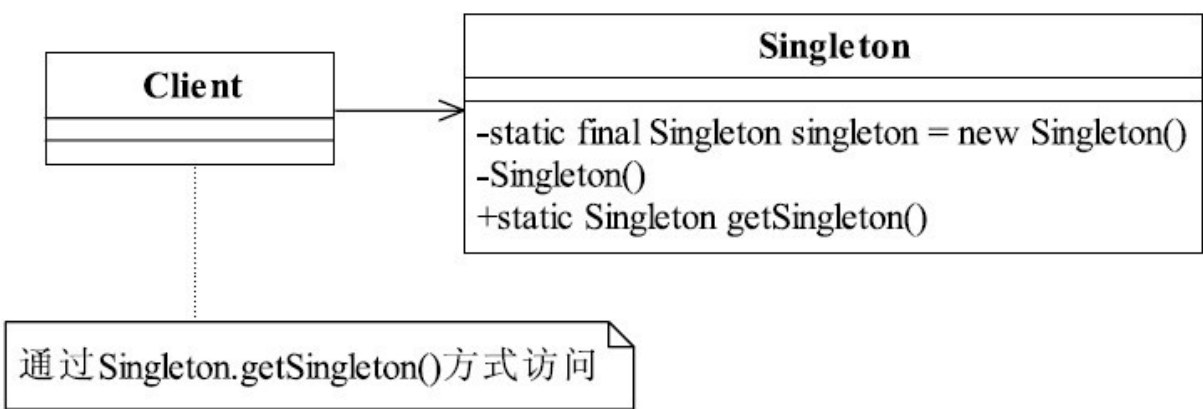 Client
Singleton
-static final Singleton singleton = new Singleton()
-Singleton()
+static Singleton getSingleton()
通过Singleton.getSingleton()方式访问